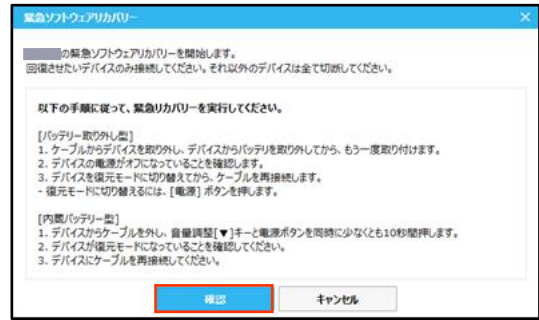 緊急ソフトウェアリカバリー
の緊急ソフトウェアリカバリーを開始します。
回復させたいデバイスのみ接続してください。それ以外のデバイスは全て切断してください。
以下の手順に従って、緊急リカバリーを実行してください。
[バッテリー取り外し型]
1. ケーブルからデバイスを取外し、デバイスからバッテリを取外してから、もう一度取り付けます。
2. デバイスの電源がオフになっていることを確認します。
3. デバイスを復元モードに切り替えてから、ケーブルを再接続します。
- 復元モードに切り替えるには、[電源] ボタンを押します。
[内蔵バッテリー型]
1. デバイスからケーブルを外し、音量調整[▼]キーと電源ボタンを同時に少なくとも10秒間押します。
2. デバイスが復元モードになっていることを確認してください。
3. デバイスにケーブルを再接続してください。
確認
キャンセル